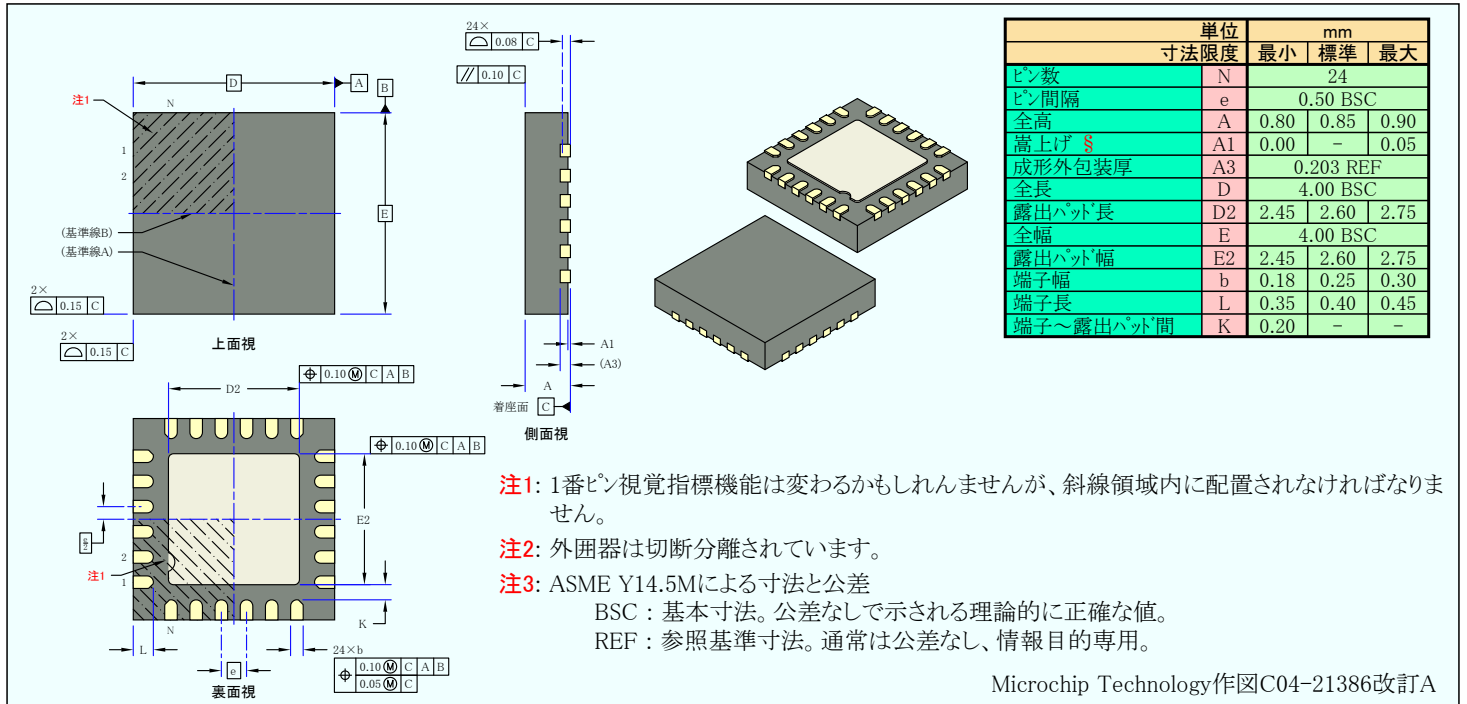 24×
0.08 C
// 0.10 C
D
A
B
注1
N
1
2
E
(基準線B)
(基準線A)
2×
0.15 C
2×
0.15 C
上面視
A1
(A3)
A
着座面 C
側面視
単位 mm
寸法限度 最小 標準 最大
ピン数 N 24
ピン間隔 e 0.50 BSC
全高 A 0.80 0.85 0.90
嵩上げ § A1 0.00 - 0.05
成形外包装厚 A3 0.203 REF
全長 D 4.00 BSC
露出パッド長 D2 2.45 2.60 2.75
全幅 E 4.00 BSC
露出パッド幅 E2 2.45 2.60 2.75
端子幅 b 0.18 0.25 0.30
端子長 L 0.35 0.40 0.45
端子～露出パッド間 K 0.20 - -
D2
⌖ 0.10Ⓜ C A B
⌖ 0.10Ⓜ C A B
E2
e/2
2
注1
1
N
K
L
e
24×b
⌖ 0.10Ⓜ C A B
0.05Ⓜ C
裏面視
注1: 1番ピン視覚指標機能は変わるかもしれんませんが、斜線領域内に配置されなければなりま
せん。
注2: 外囲器は切断分離されています。
注3: ASME Y14.5Mによる寸法と公差
BSC : 基本寸法。公差なしで示される理論的に正確な値。
REF : 参照基準寸法。通常は公差なし、情報目的専用。
Microchip Technology作図C04-21386改訂A